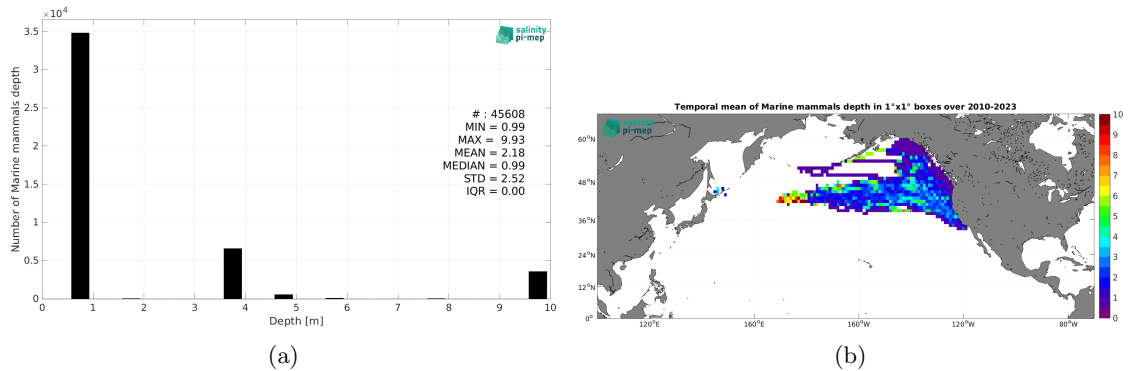 ×10⁴
3.5
3
2.5
2
1.5
1
0.5
0
Number of Marine mammals depth
salinity
pi-mep
# : 45608
MIN = 0.99
MAX = 9.93
MEAN = 2.18
MEDIAN = 0.99
STD = 2.52
IQR = 0.00
0 1 2 3 4 5 6 7 8 9 10
Depth [m]
(a)
Temporal mean of Marine mammals depth in 1°x1° boxes over 2010-2023
salinity
pi-mep
60°N
48°N
36°N
24°N
12°N
0°
120°E 160°E 160°W 120°W 80°W
10
9
8
7
6
5
4
3
2
1
0
(b)